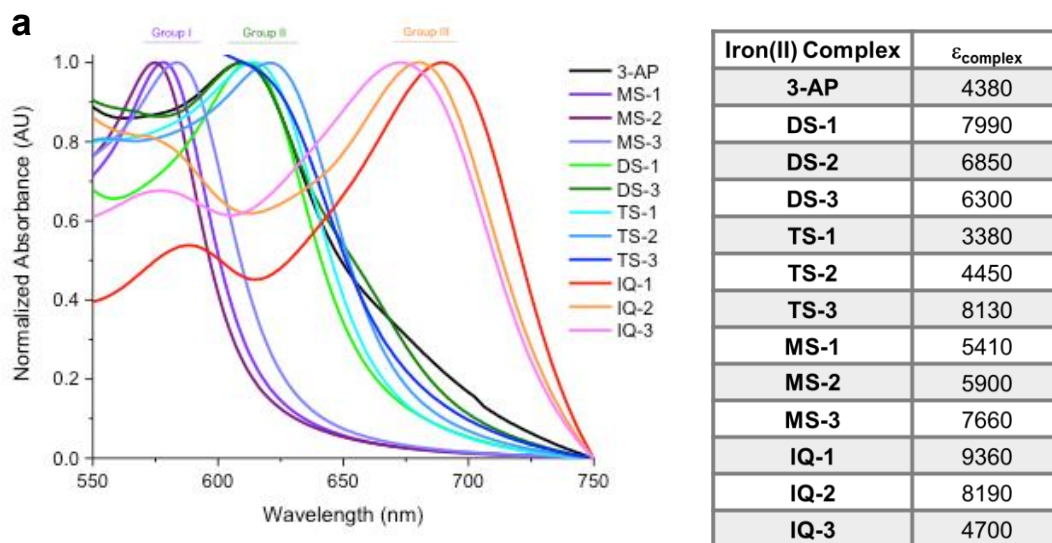 a
Group I Group II Group III
1.0
0.8
0.6
0.4
0.2
0.0
Normalized Absorbance (AU)
550 600 650 700 750
Wavelength (nm)
3-AP
MS-1
MS-2
MS-3
DS-1
DS-3
TS-1
TS-2
TS-3
IQ-1
IQ-2
IQ-3
Iron(II) Complex εcomplex
3-AP 4380
DS-1 7990
DS-2 6850
DS-3 6300
TS-1 3380
TS-2 4450
TS-3 8130
MS-1 5410
MS-2 5900
MS-3 7660
IQ-1 9360
IQ-2 8190
IQ-3 4700